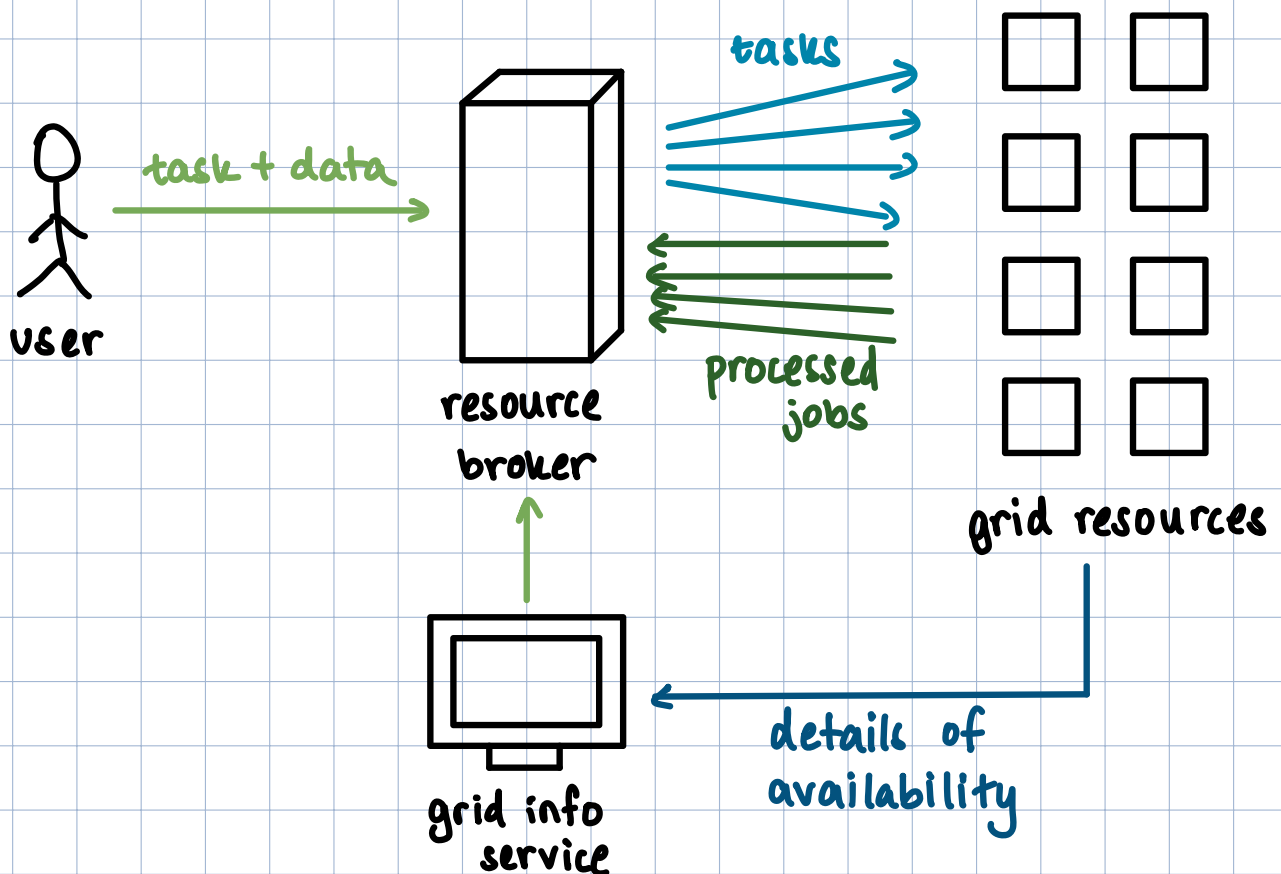 tasks
task + data
user
processed
jobs
resource
broker
grid resources
details of
availability
grid info
service